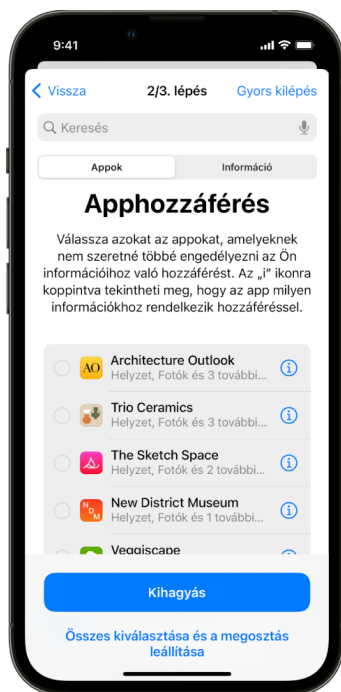 9:41
Vissza
2/3. lépés
Gyors kilépés
Keresés
Appok
Információ
Apphozzáférés
Válassza azokat az appokat, amelyeknek
nem szeretné többé engedélyezni az Ön
információihoz való hozzáférést. Az „i” ikonra
koppintva tekintheti meg, hogy az app milyen
információkhoz rendelkezik hozzáféréssel.
AO
Architecture Outlook
Helyzet, Fotók és 3 további...
Trio Ceramics
Helyzet, Fotók és 3 további...
The Sketch Space
Helyzet, Fotók és 2 további...
NDM
New District Museum
Helyzet, Fotók és 1 további...
Veggiscape
Kihagyás
Összes kiválasztása és a megosztás
leállítása